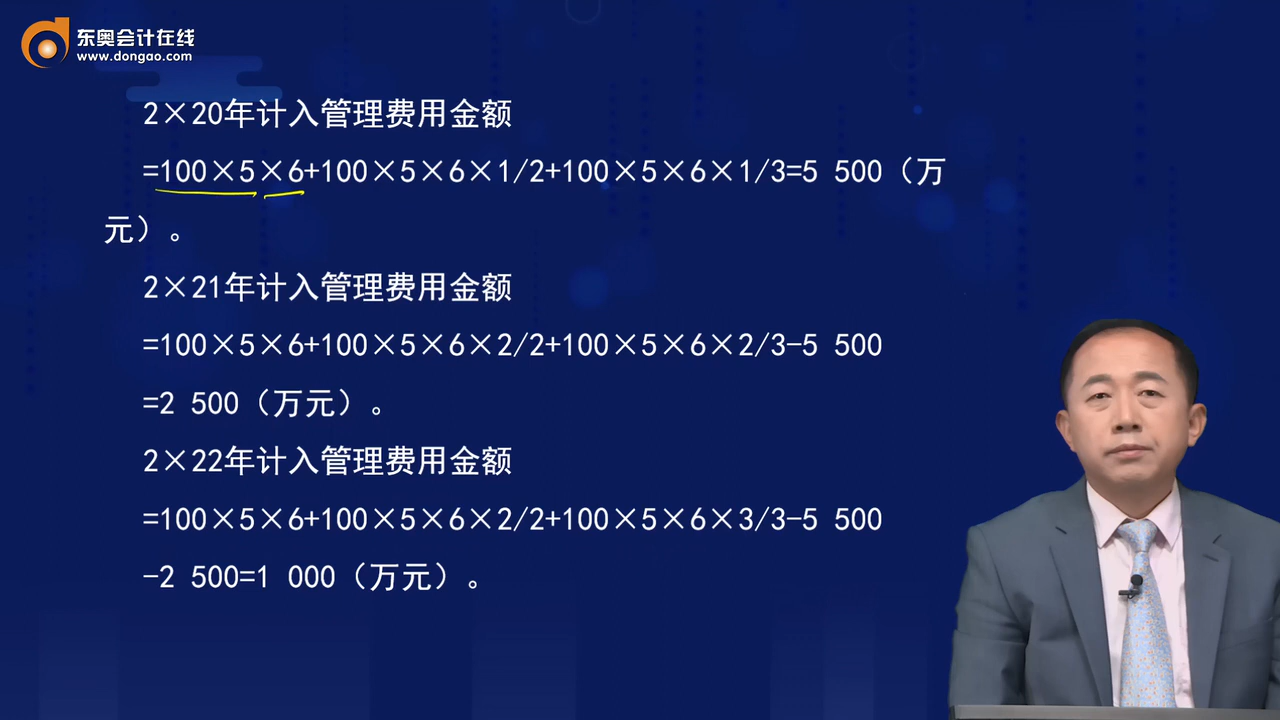 东奥会计在线
www.dongao.com
2×20年计入管理费用金额
=100×5×6+100×5×6×1/2+100×5×6×1/3=5 500（万
元）。
2×21年计入管理费用金额
=100×5×6+100×5×6×2/2+100×5×6×2/3-5 500
=2 500（万元）。
2×22年计入管理费用金额
=100×5×6+100×5×6×2/2+100×5×6×3/3-5 500
-2 500=1 000（万元）。